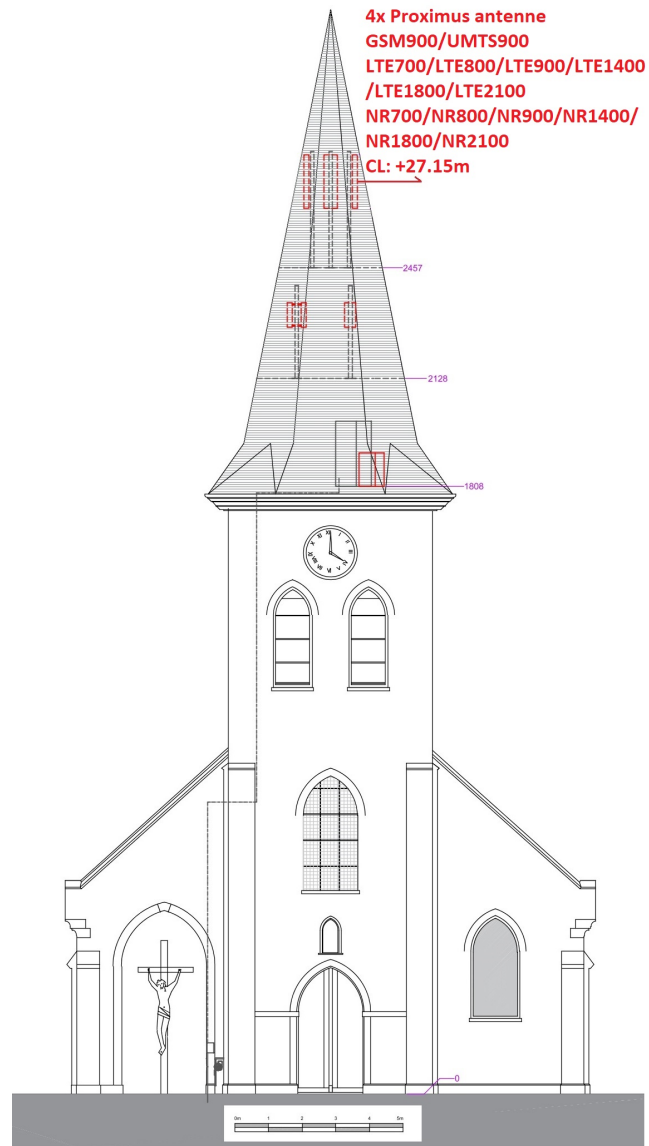 4x Proximus antenne
GSM900/UMTS900
LTE700/LTE800/LTE900/LTE1400
/LTE1800/LTE2100
NR700/NR800/NR900/NR1400/
NR1800/NR2100
CL: +27.15m
2457
2128
1808
0
0m 1 2 3 4 5m